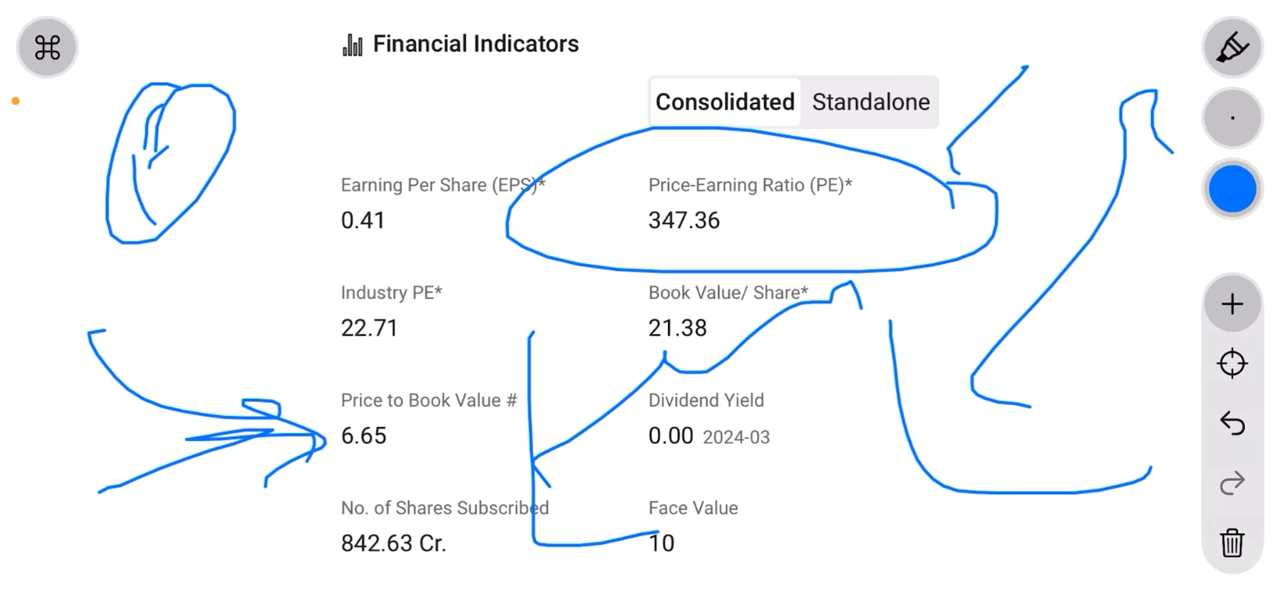 Financial Indicators
Consolidated Standalone
Earning Per Share (EPS)* Price-Earning Ratio (PE)*
0.41 347.36
Industry PE* Book Value/ Share*
22.71 21.38
Price to Book Value # Dividend Yield
6.65 0.00 2024-03
No. of Shares Subscribed Face Value
842.63 Cr. 10